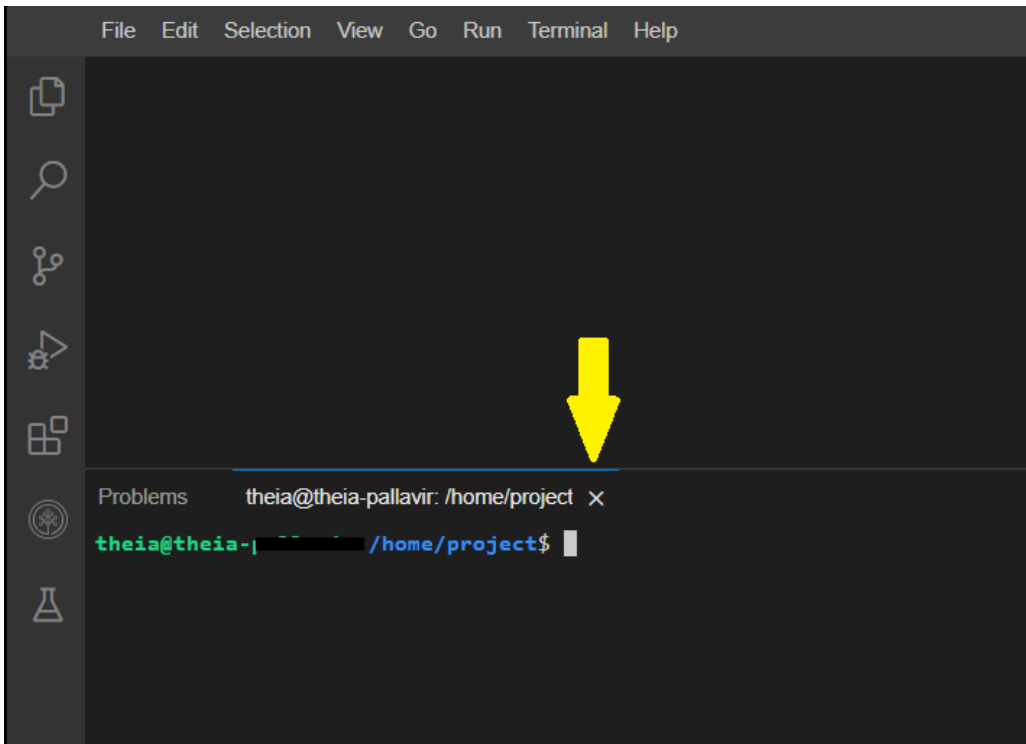 File Edit Selection View Go Run Terminal Help
Problems theia@theia-pallavir: /home/project
theia@theia- /home/project$